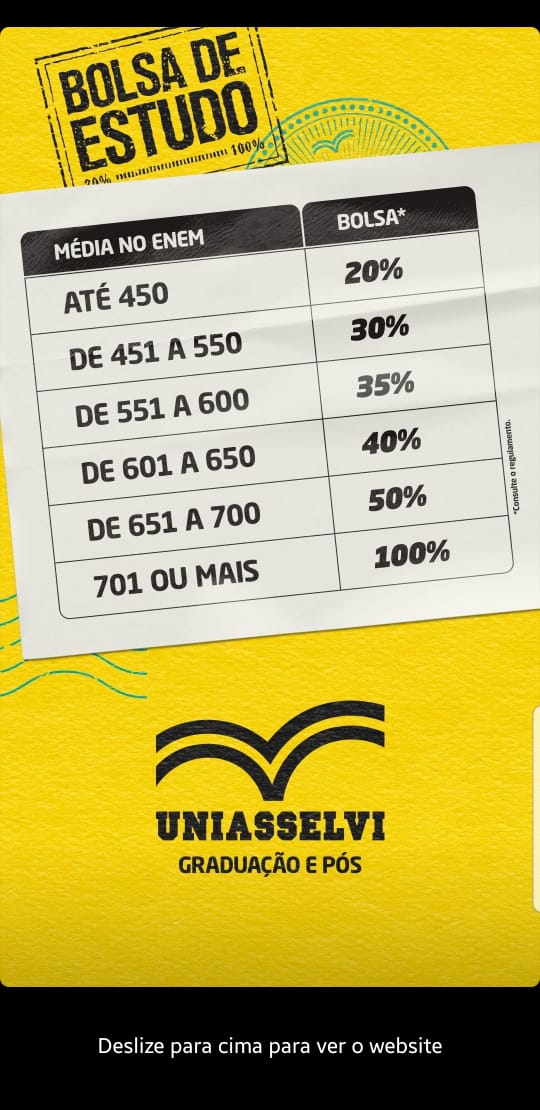 BOLSA DE
ESTUDO
20% 100%
MÉDIA NO ENEM BOLSA*
ATÉ 450 20%
DE 451 A 550 30%
DE 551 A 600 35%
DE 601 A 650 40%
DE 651 A 700 50%
701 OU MAIS 100%
*Consulte o regulamento.
UNIASSELVI
GRADUAÇÃO E PÓS
Deslize para cima para ver o website